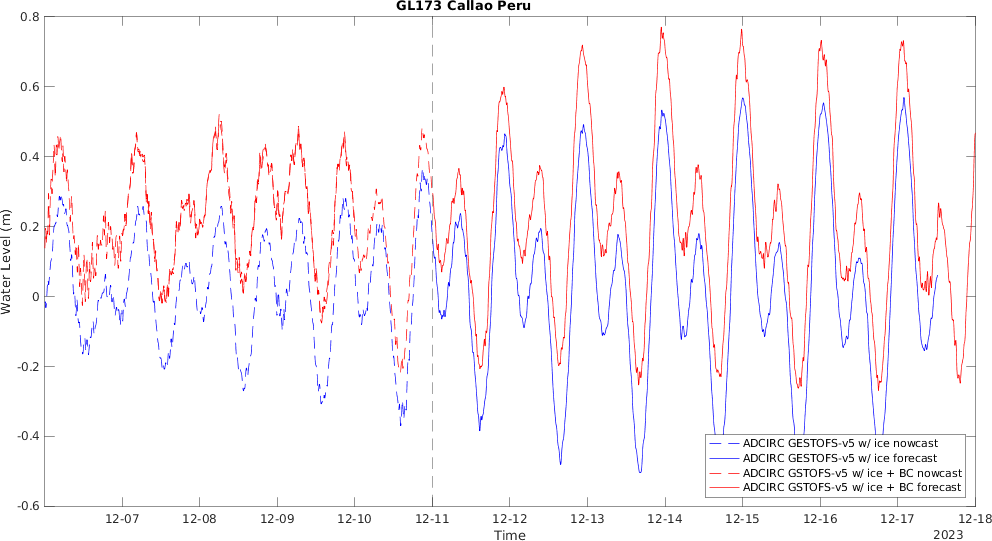 GL173 Callao Peru
0.8
0.6
0.4
0.2
0
-0.2
-0.4
-0.6
Water Level (m)
ADCIRC GESTOFS-v5 w/ ice nowcast
ADCIRC GESTOFS-v5 w/ ice forecast
ADCIRC GSTOFS-v5 w/ ice + BC nowcast
ADCIRC GSTOFS-v5 w/ ice + BC forecast
12-07 12-08 12-09 12-10 12-11 12-12 12-13 12-14 12-15 12-16 12-17 12-18
Time
2023